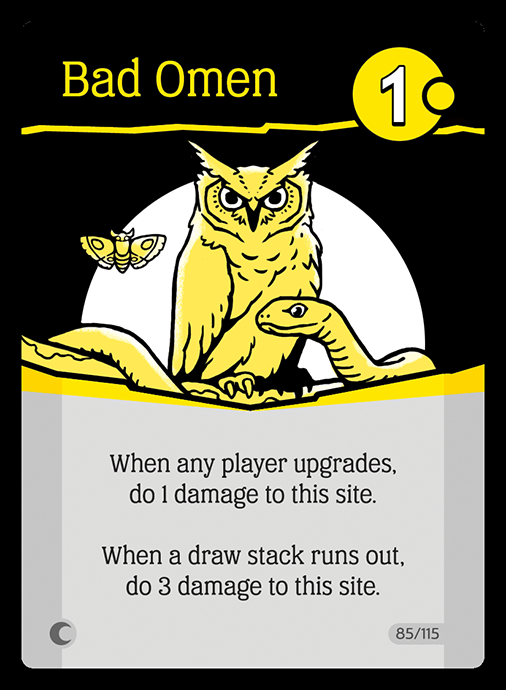 Bad Omen
1
When any player upgrades,
do 1 damage to this site.
When a draw stack runs out,
do 3 damage to this site.
85/115